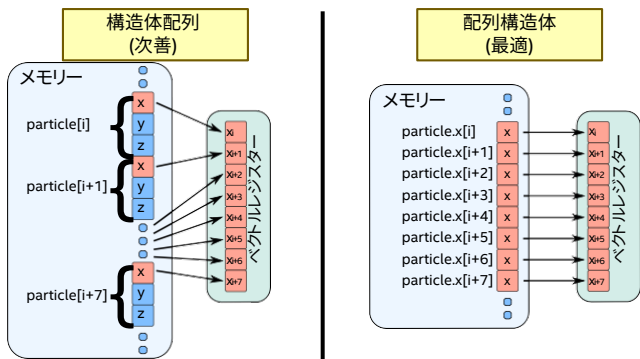 構造体配列
(次善)
メモリー
particle[i]
x
y
z
particle[i+1]
x
y
z
particle[i+7]
x
y
z
xi
xi+1
xi+2
xi+3
xi+4
xi+5
xi+6
xi+7
ベクトルレジスター
配列構造体
(最適)
メモリー
particle.x[i] x
particle.x[i+1] x
particle.x[i+2] x
particle.x[i+3] x
particle.x[i+4] x
particle.x[i+5] x
particle.x[i+6] x
particle.x[i+7] x
xi
xi+1
xi+2
xi+3
xi+4
xi+5
xi+6
xi+7
ベクトルレジスター